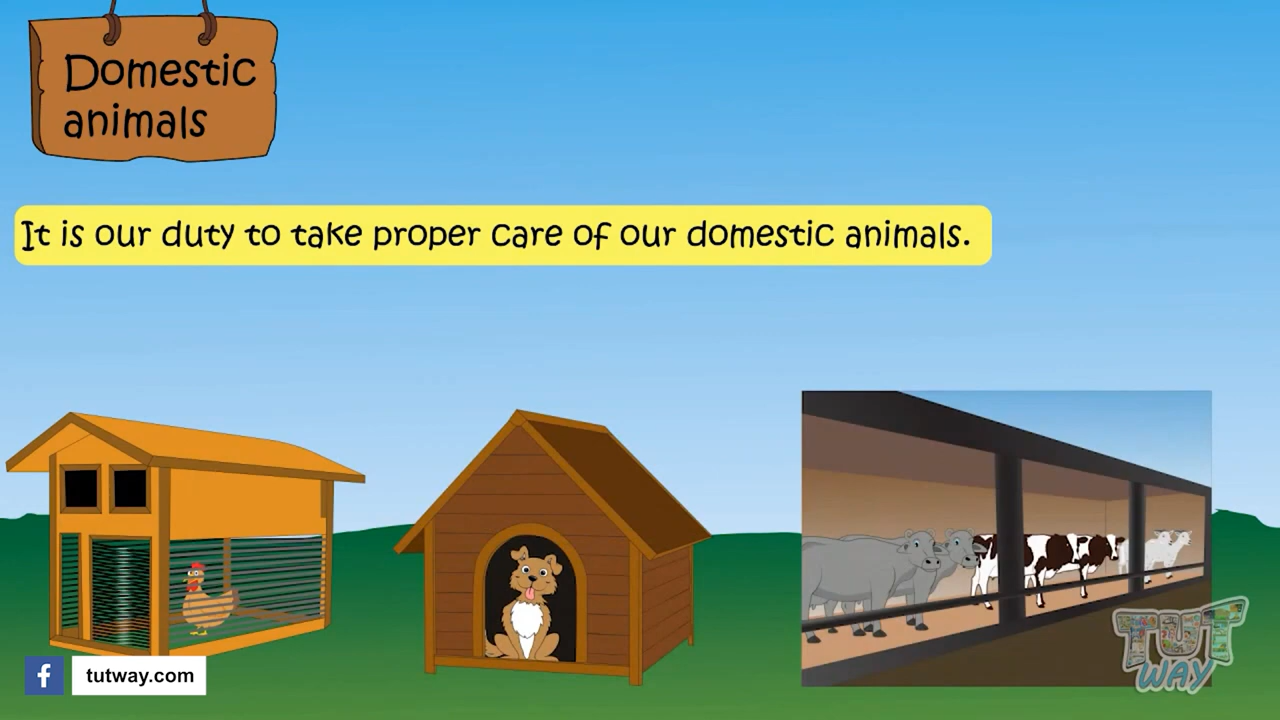 Domestic
animals
It is our duty to take proper care of our domestic animals.
f
tutway.com
TUT
WAY